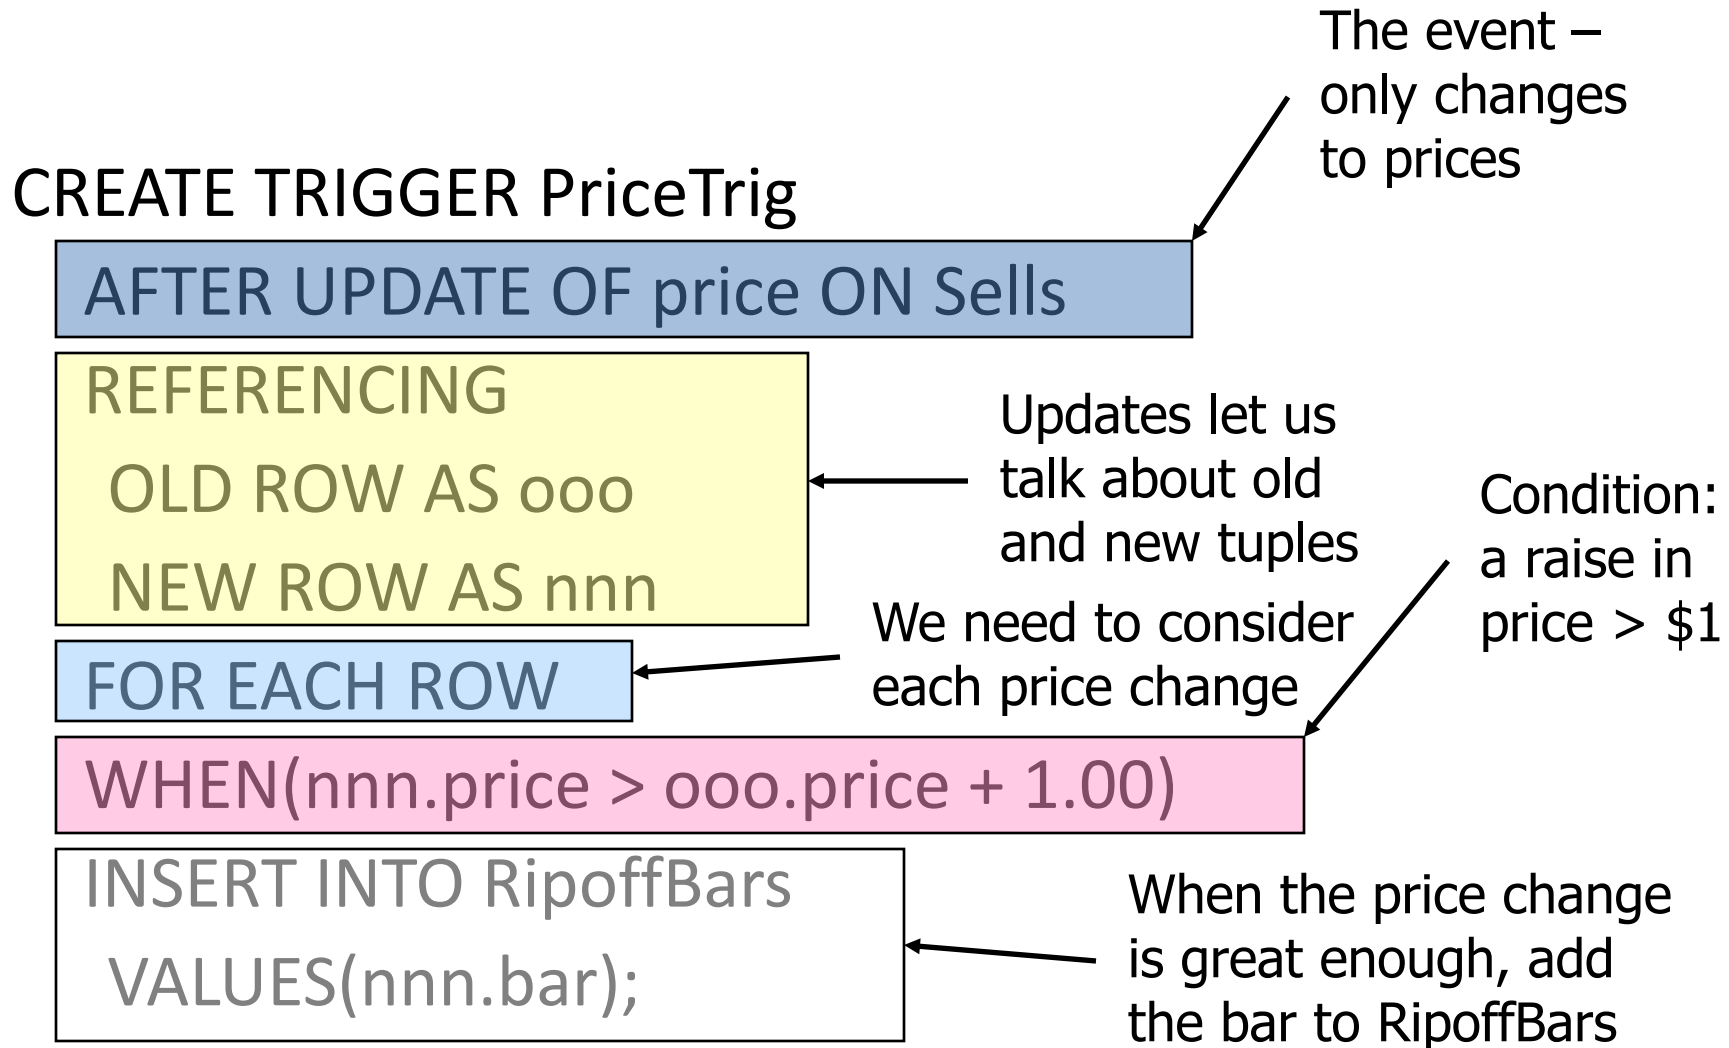 The event –
only changes
to prices
CREATE TRIGGER PriceTrig
AFTER UPDATE OF price ON Sells
REFERENCING
OLD ROW AS ooo
NEW ROW AS nnn
Updates let us
talk about old
and new tuples
Condition:
a raise in
price > $1
FOR EACH ROW
We need to consider
each price change
WHEN(nnn.price > ooo.price + 1.00)
INSERT INTO RipoffBars
VALUES(nnn.bar);
When the price change
is great enough, add
the bar to RipoffBars